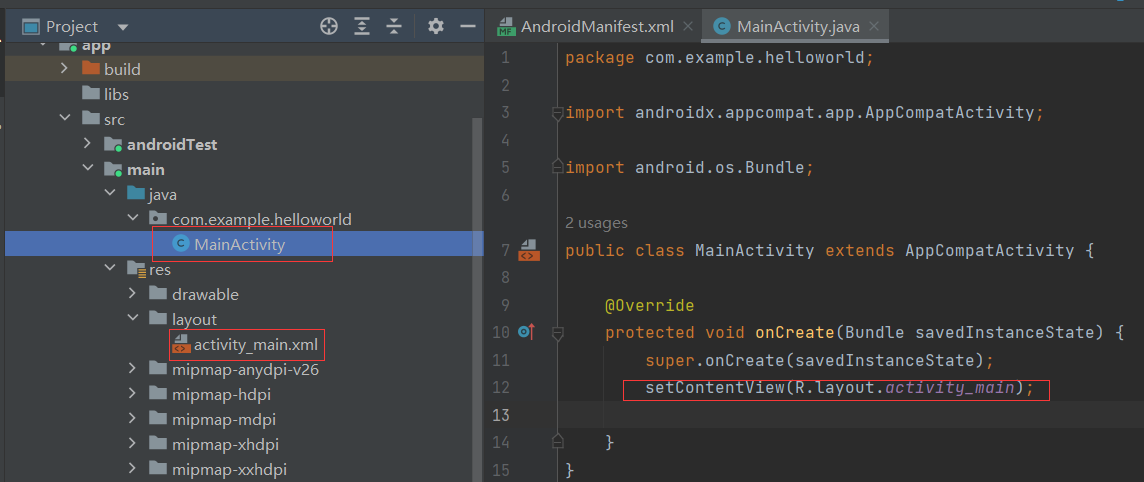 Project
app
build
libs
src
androidTest
main
java
com.example.helloworld
MainActivity
res
drawable
layout
activity_main.xml
mipmap-anydpi-v26
mipmap-hdpi
mipmap-mdpi
mipmap-xhdpi
mipmap-xxhdpi
AndroidManifest.xml
MainActivity.java
1 package com.example.helloworld;
2
3 import androidx.appcompat.app.AppCompatActivity;
4
5 import android.os.Bundle;
6
2 usages
7 public class MainActivity extends AppCompatActivity {
8
9 @Override
10 protected void onCreate(Bundle savedInstanceState) {
11 super.onCreate(savedInstanceState);
12 setContentView(R.layout.activity_main);
13
14 }
15 }